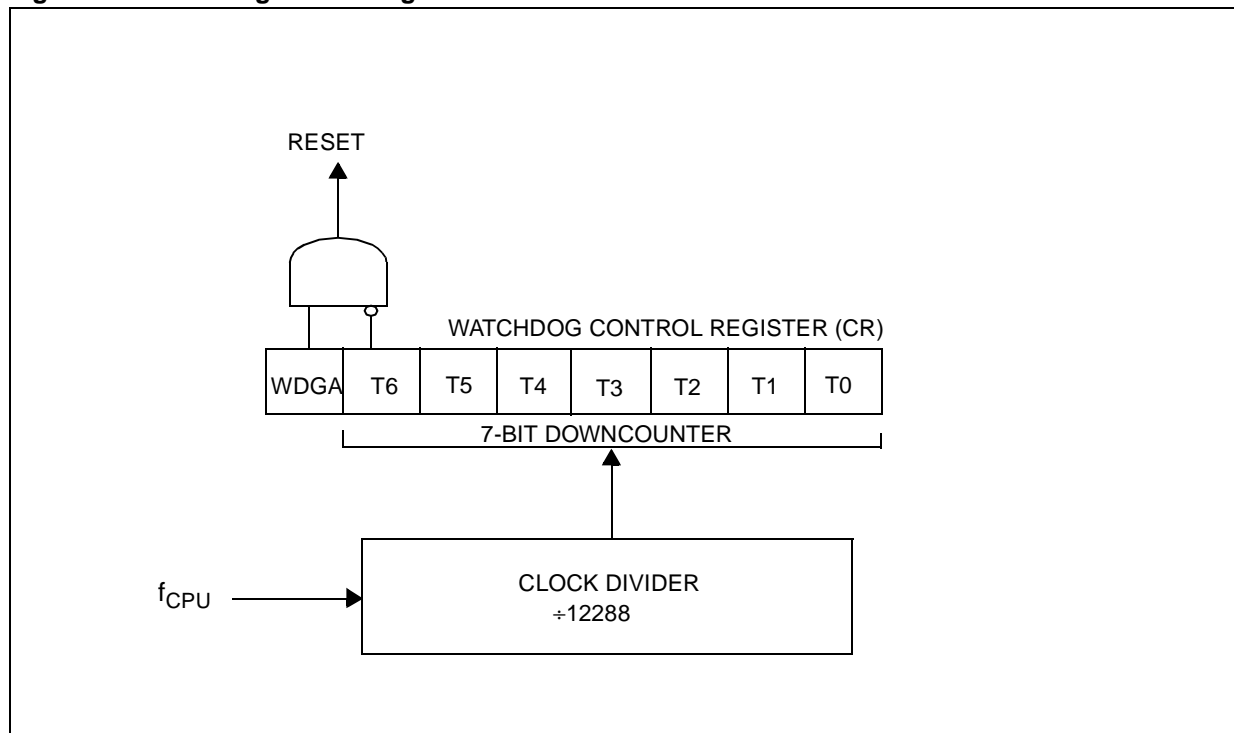 RESET
WATCHDOG CONTROL REGISTER (CR)
WDGA T6 T5 T4 T3 T2 T1 T0
7-BIT DOWNCOUNTER
fCPU
CLOCK DIVIDER
÷12288